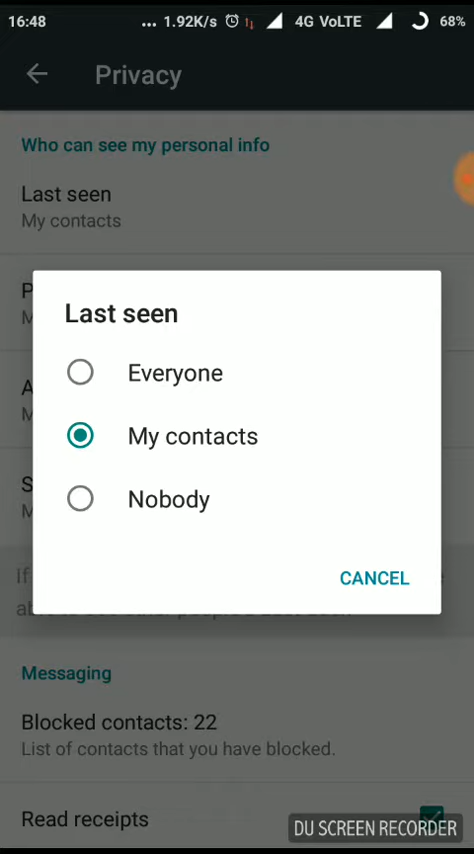 16:48 ... 1.92K/s 4G VoLTE 68%
Privacy
Who can see my personal info
Last seen
My contacts
Last seen
Everyone
My contacts
Nobody
CANCEL
If
Messaging
Blocked contacts: 22
List of contacts that you have blocked.
Read receipts
DU SCREEN RECORDER